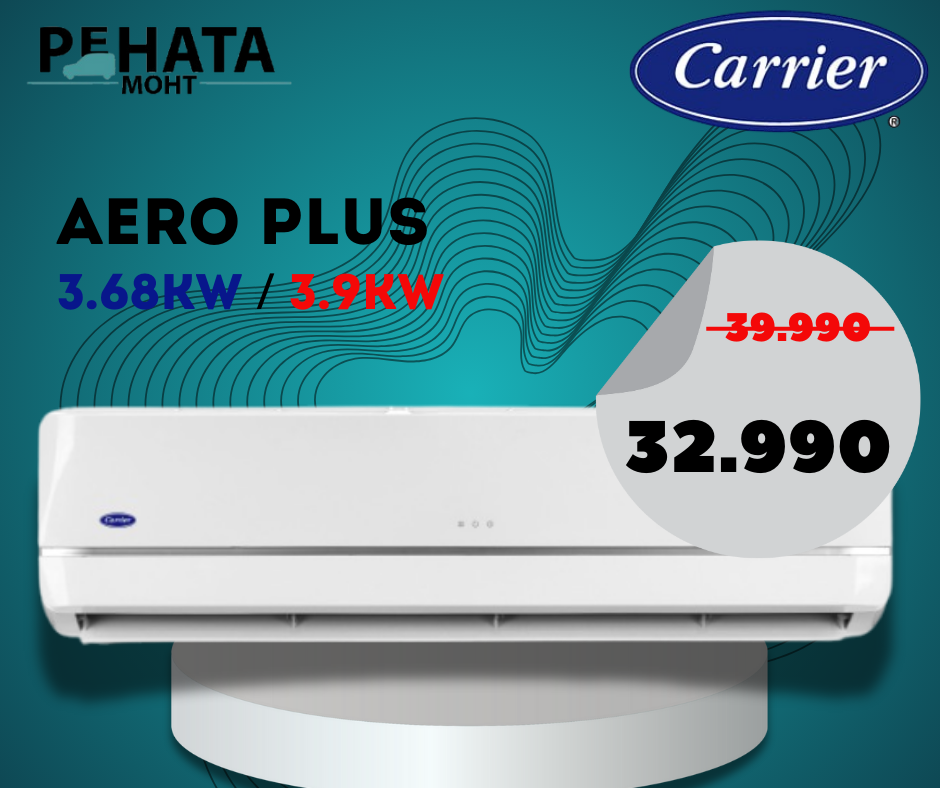 РЕНАТА
МОНТ
Carrier
®
AERO PLUS
3.68KW / 3.9KW
39.990
32.990
Carrier